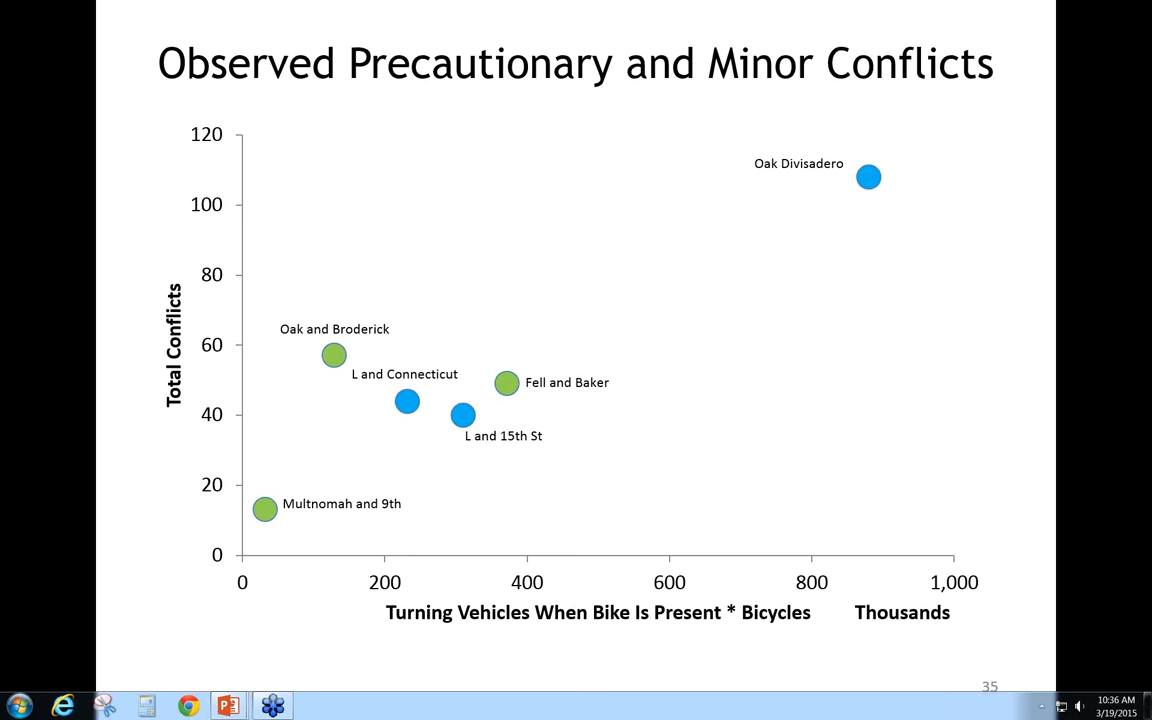 Observed Precautionary and Minor Conflicts
120
100
80
60
40
20
0
Total Conflicts
Oak Divisadero
Oak and Broderick
L and Connecticut
Fell and Baker
L and 15th St
Multnomah and 9th
0 200 400 600 800 1,000
Turning Vehicles When Bike Is Present * Bicycles Thousands
35
10:36 AM
3/19/2015